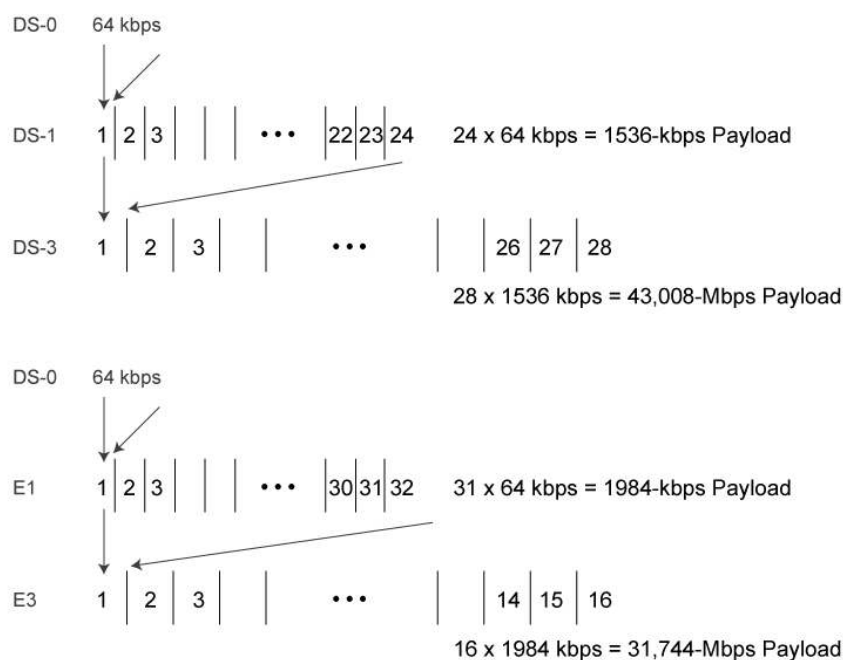 DS-0 64 kbps
DS-1 1 2 3 ••• 22 23 24 24 x 64 kbps = 1536-kbps Payload
DS-3 1 2 3 ••• 26 27 28
28 x 1536 kbps = 43,008-Mbps Payload
DS-0 64 kbps
E1 1 2 3 ••• 30 31 32 31 x 64 kbps = 1984-kbps Payload
E3 1 2 3 ••• 14 15 16
16 x 1984 kbps = 31,744-Mbps Payload